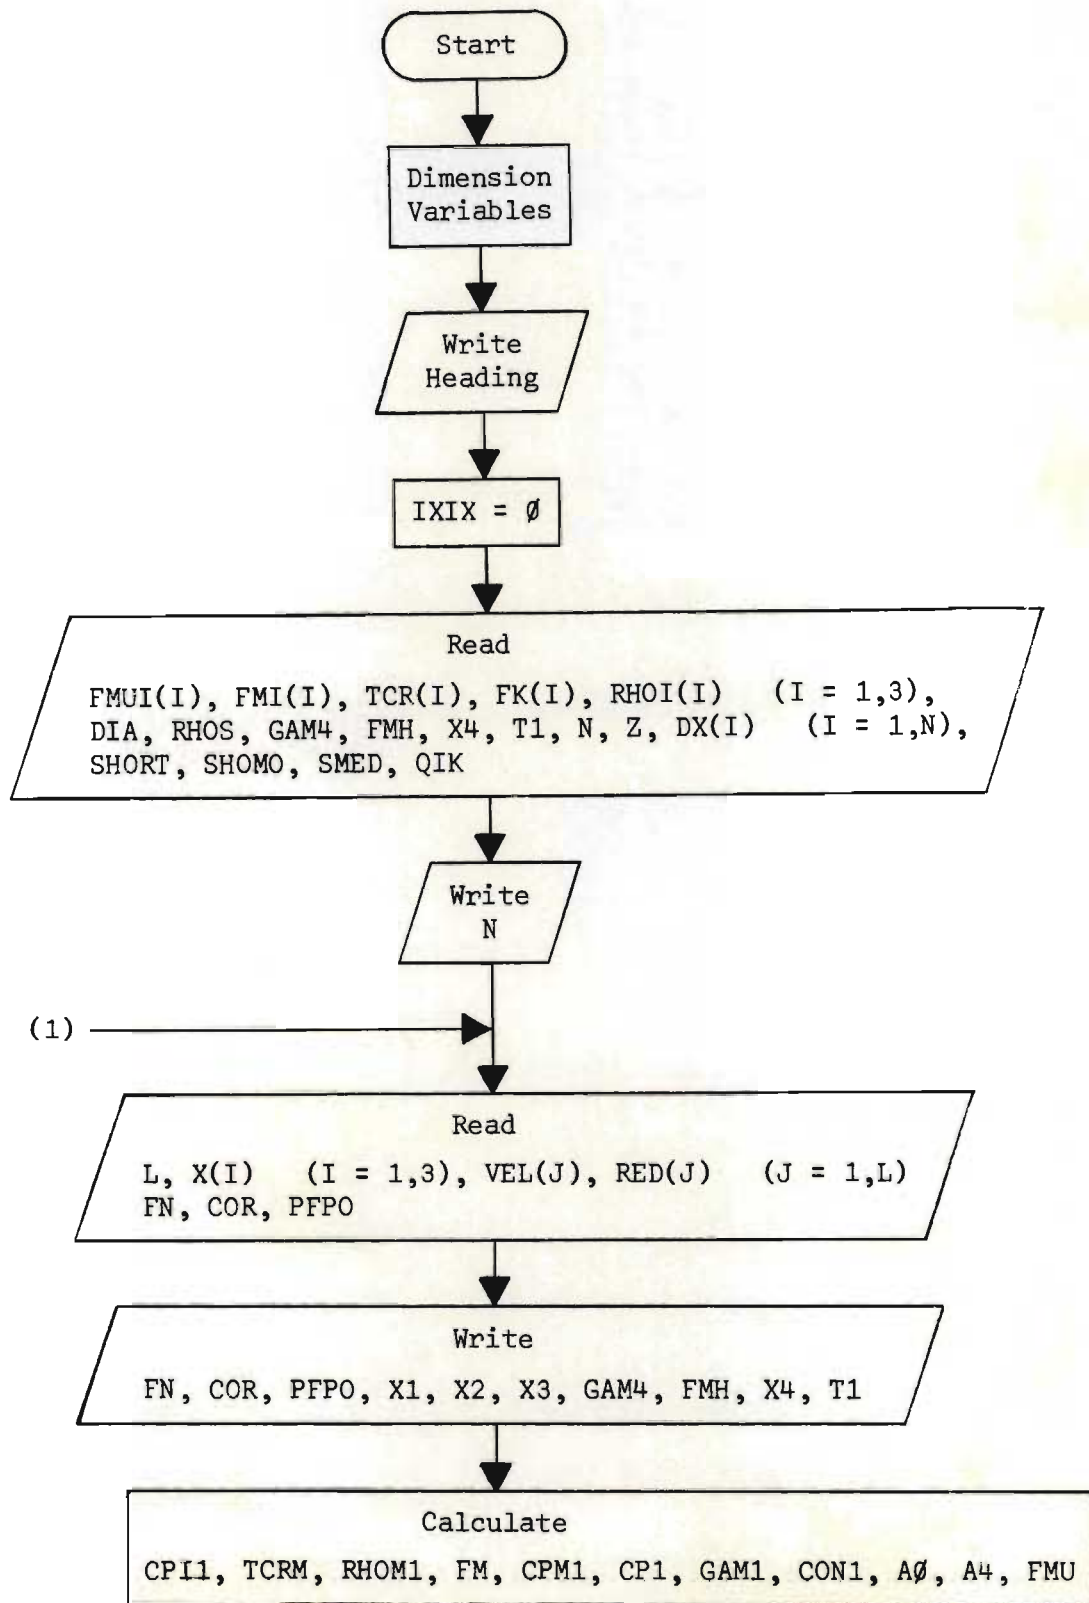 Start
Dimension
Variables
Write
Heading
IXIX = Ø
Read
FMUI(I), FMI(I), TCR(I), FK(I), RHOI(I) (I = 1,3),
DIA, RHOS, GAM4, FMH, X4, T1, N, Z, DX(I) (I = 1,N),
SHORT, SHOMO, SMED, QIK
Write
N
(1)
Read
L, X(I) (I = 1,3), VEL(J), RED(J) (J = 1,L)
FN, COR, PFPO
Write
FN, COR, PFPO, X1, X2, X3, GAM4, FMH, X4, T1
Calculate
CPI1, TCRM, RHOM1, FM, CPM1, CP1, GAM1, CON1, AØ, A4, FMU